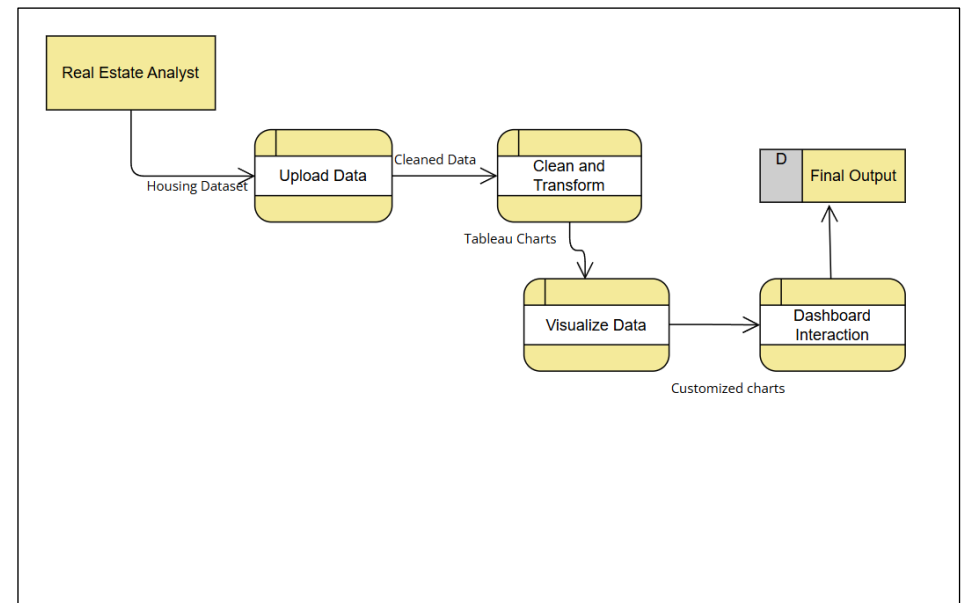 Real Estate Analyst
Housing Dataset
Upload Data
Cleaned Data
Clean and
Transform
D
Final Output
Tableau Charts
Visualize Data
Dashboard
Interaction
Customized charts